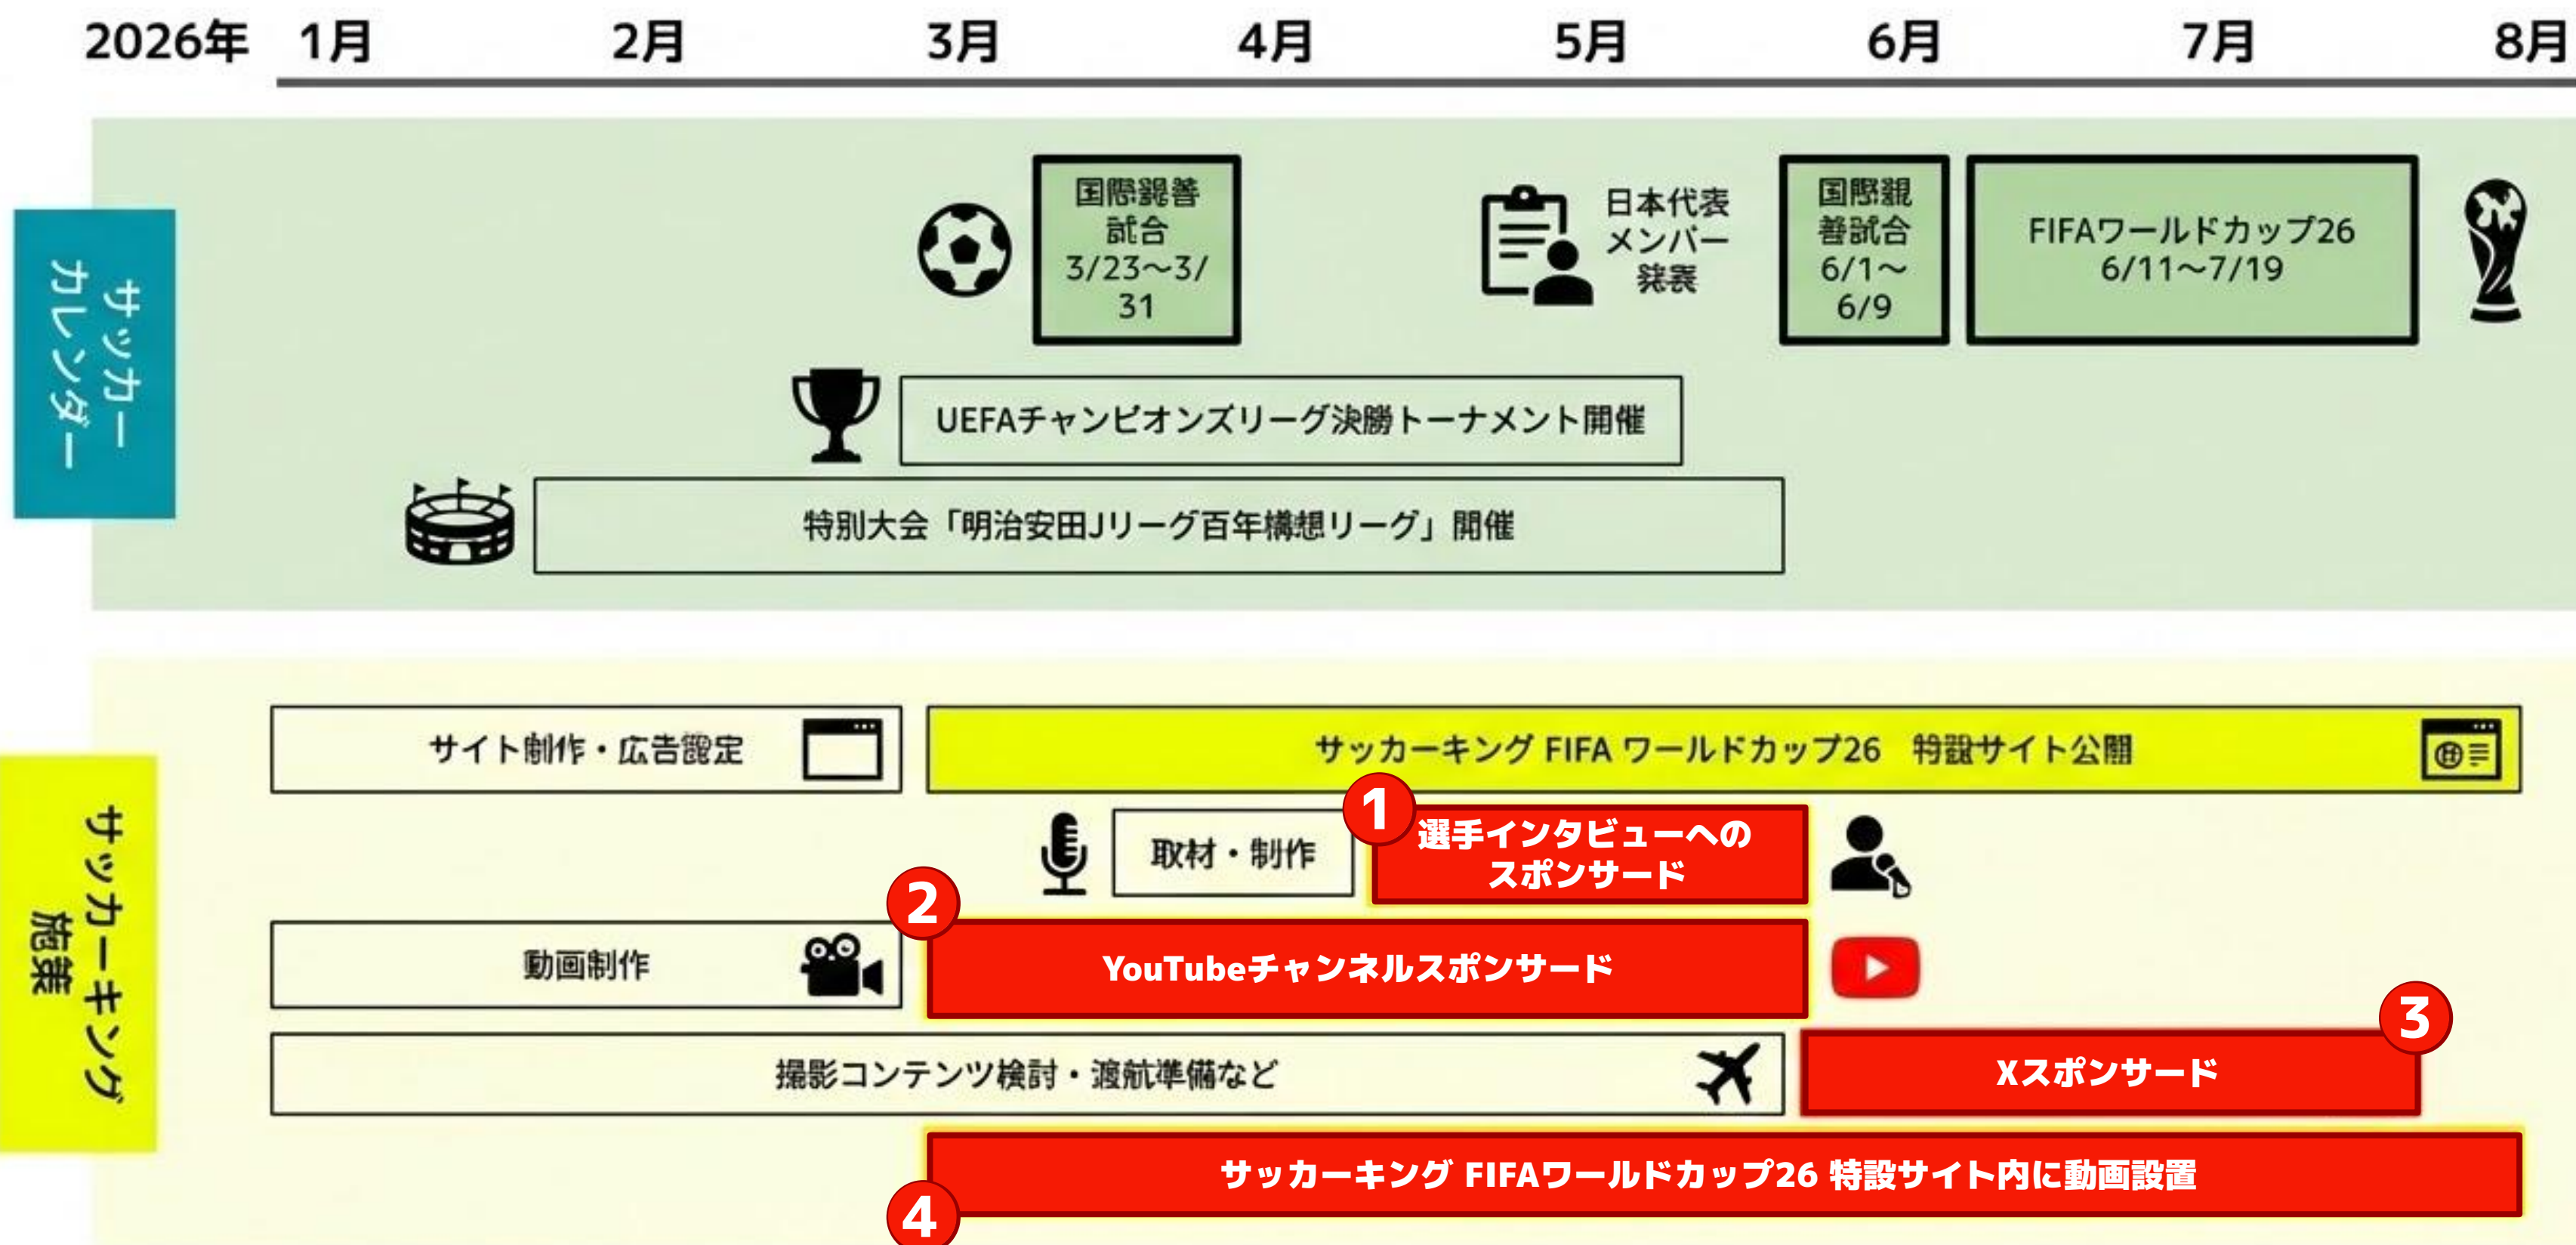 2026年 1月 2月 3月 4月 5月 6月 7月 8月
サッカー
カレンダー
国際親善
試合
3/23～3/
31
日本代表
メンバー
発表
国際親
善試合
6/1～
6/9
FIFAワールドカップ26
6/11～7/19
UEFAチャンピオンズリーグ決勝トーナメント開催
特別大会「明治安田Jリーグ百年構想リーグ」開催
サッカーキング
サイト制作・広告設定
サッカーキング FIFA ワールドカップ26 特設サイト公開
取材・制作
1
選手インタビューへの
スポンサード
2
動画制作
YouTubeチャンネルスポンサード
3
撮影コンテンツ検討・渡航準備など
Xスポンサード
サッカーキング FIFAワールドカップ26 特設サイト内に動画設置
4